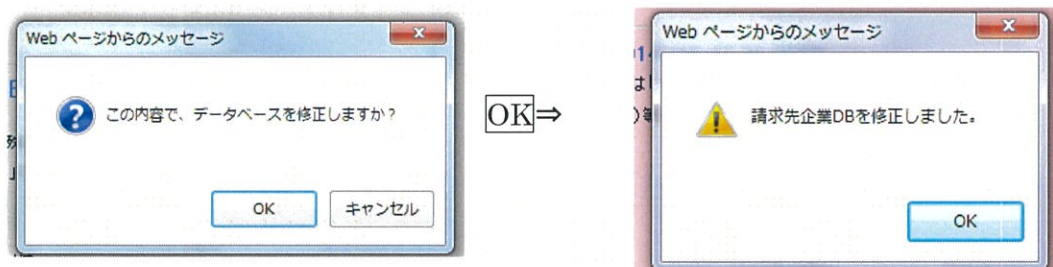 Web ページからのメッセージ
この内容で、データベースを修正しますか?
OK
キャンセル
OK⇒
Web ページからのメッセージ
請求先企業DBを修正しました。
OK